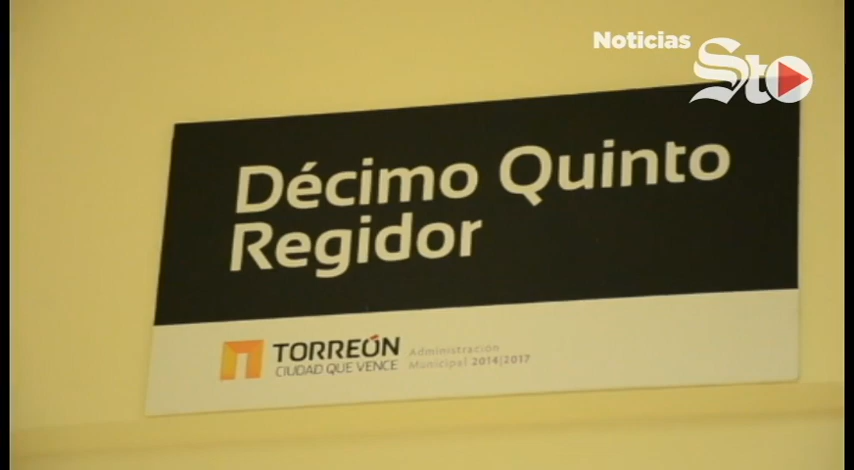 Noticias
Sto
Décimo Quinto
Regidor
TORREÓN
CIUDAD QUE VENCE
Administración
Municipal 2014|2017